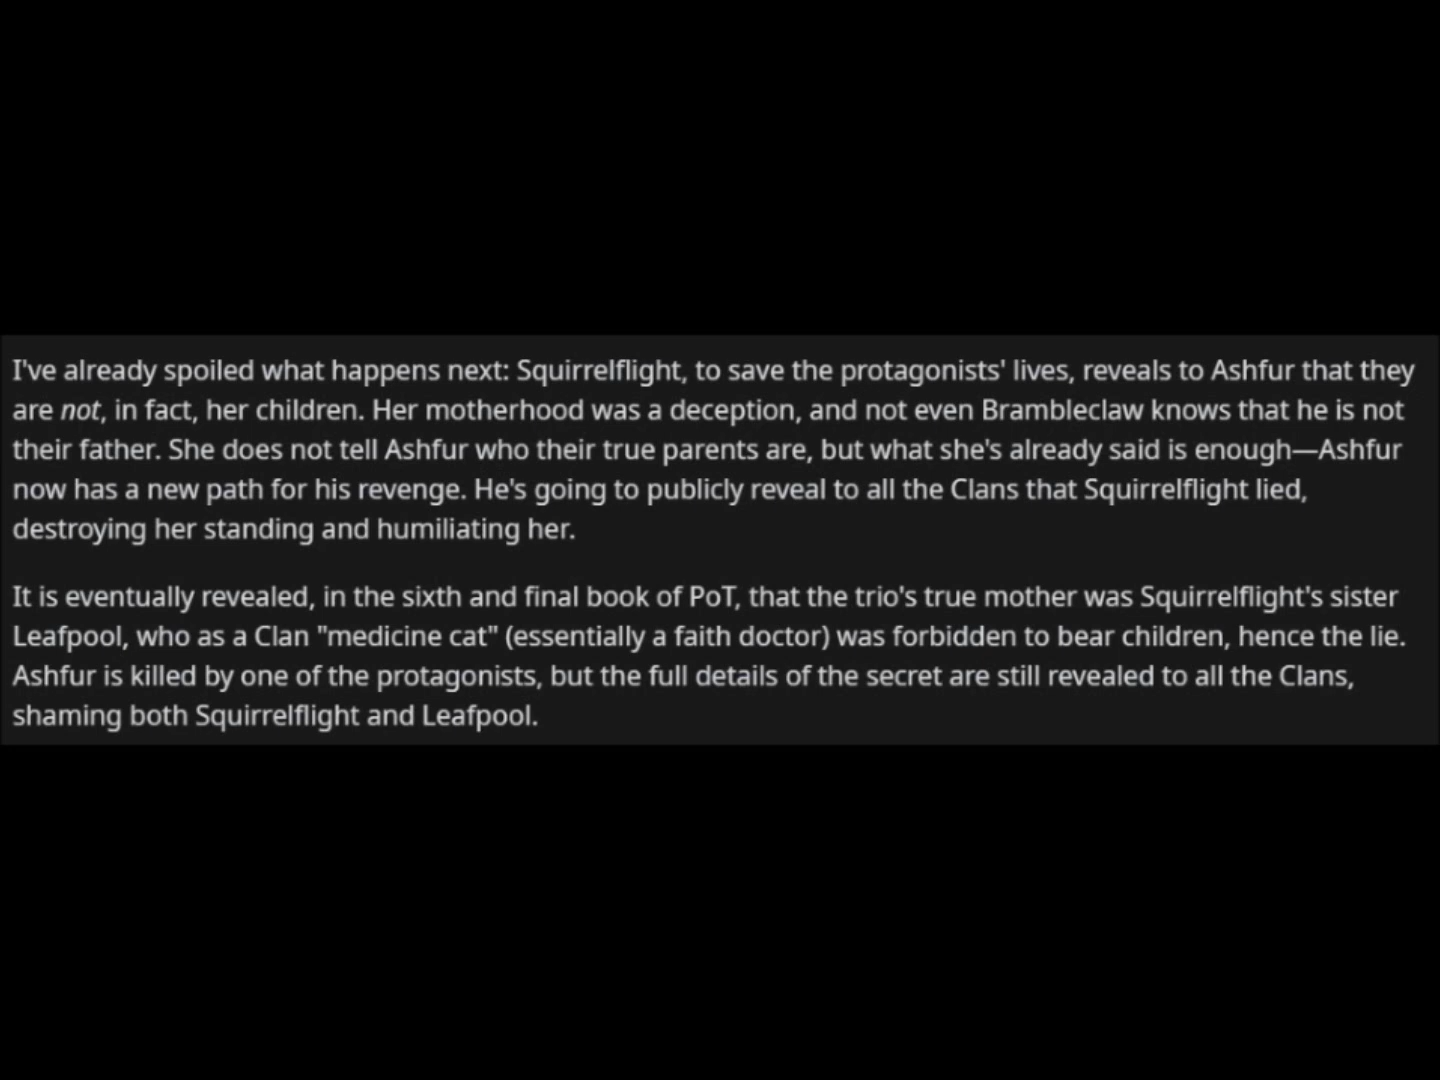 I've already spoiled what happens next: Squirrelflight, to save the protagonists' lives, reveals to Ashfur that they
are not, in fact, her children. Her motherhood was a deception, and not even Brambleclaw knows that he is not
their father. She does not tell Ashfur who their true parents are, but what she's already said is enough—Ashfur
now has a new path for his revenge. He's going to publicly reveal to all the Clans that Squirrelflight lied,
destroying her standing and humiliating her.
It is eventually revealed, in the sixth and final book of PoT, that the trio's true mother was Squirrelflight's sister
Leafpool, who as a Clan "medicine cat" (essentially a faith doctor) was forbidden to bear children, hence the lie.
Ashfur is killed by one of the protagonists, but the full details of the secret are still revealed to all the Clans,
shaming both Squirrelflight and Leafpool.